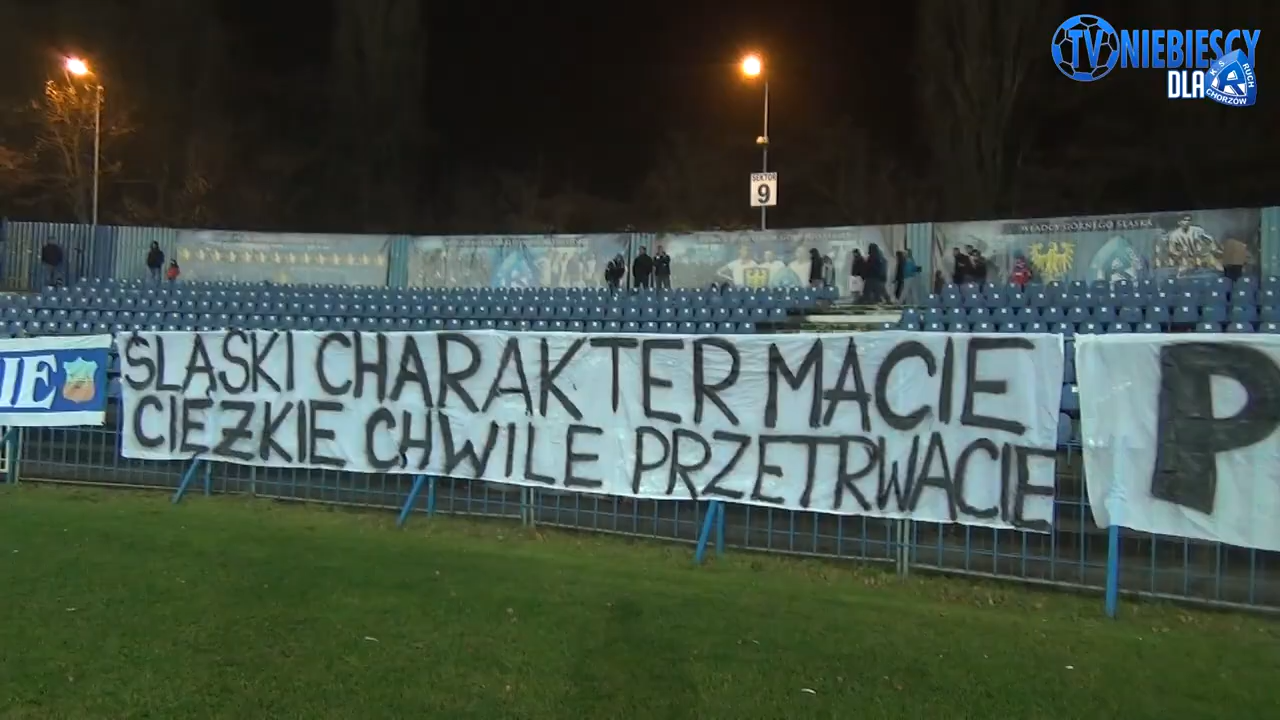 TV NIEBIESCY
DLA
K.S. RUCH
CHORZÓW
SEKTOR
9
WŁADCY GÓRNEGO ŚLĄSKA
IE
ŚLĄSKI CHARAKTER MACIE
CIĘŻKIE CHWILE PRZETRWACIE
P